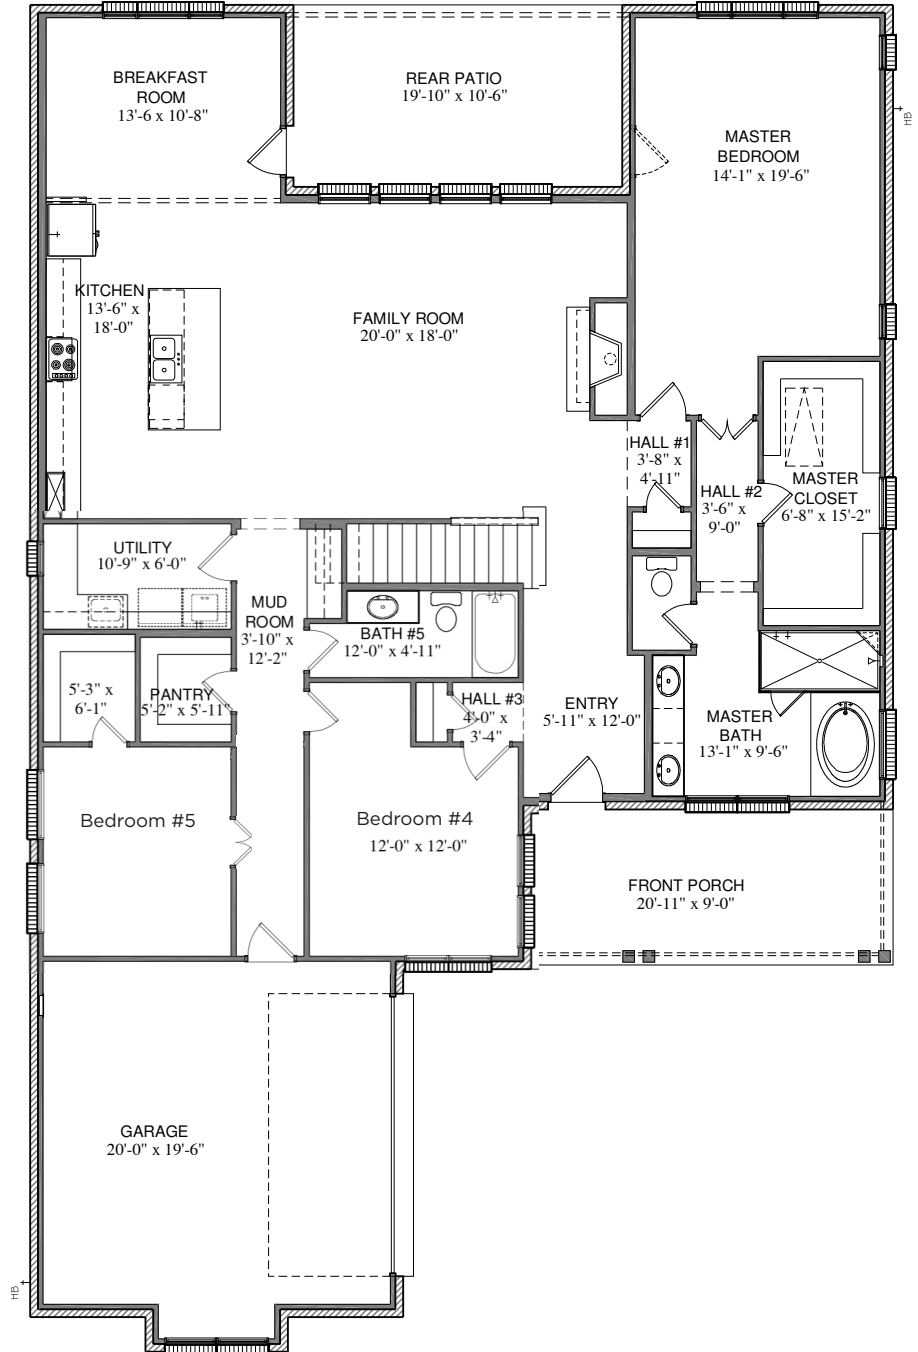 BREAKFAST
ROOM
13'-6 x 10'-8"
REAR PATIO
19'-10" x 10'-6"
MASTER
BEDROOM
14'-1" x 19'-6"
HB
KITCHEN
13'-6" x
18'-0"
FAMILY ROOM
20'-0" x 18'-0"
HALL #1
3'-8" x
4'-11"
HALL #2
3'-6" x
9'-0"
MASTER
CLOSET
6'-8" x 15'-2"
UTILITY
10'-9" x 6'-0"
MUD
ROOM
3'-10" x
12'-2"
BATH #5
12'-0" x 4'-11"
5'-3" x
6'-1"
PANTRY
5'-2" x 5'-11"
HALL #3
4'-0" x
3'-4"
ENTRY
5'-11" x 12'-0"
MASTER
BATH
13'-1" x 9'-6"
Bedroom #5
Bedroom #4
12'-0" x 12'-0"
FRONT PORCH
20'-11" x 9'-0"
GARAGE
20'-0" x 19'-6"
HB